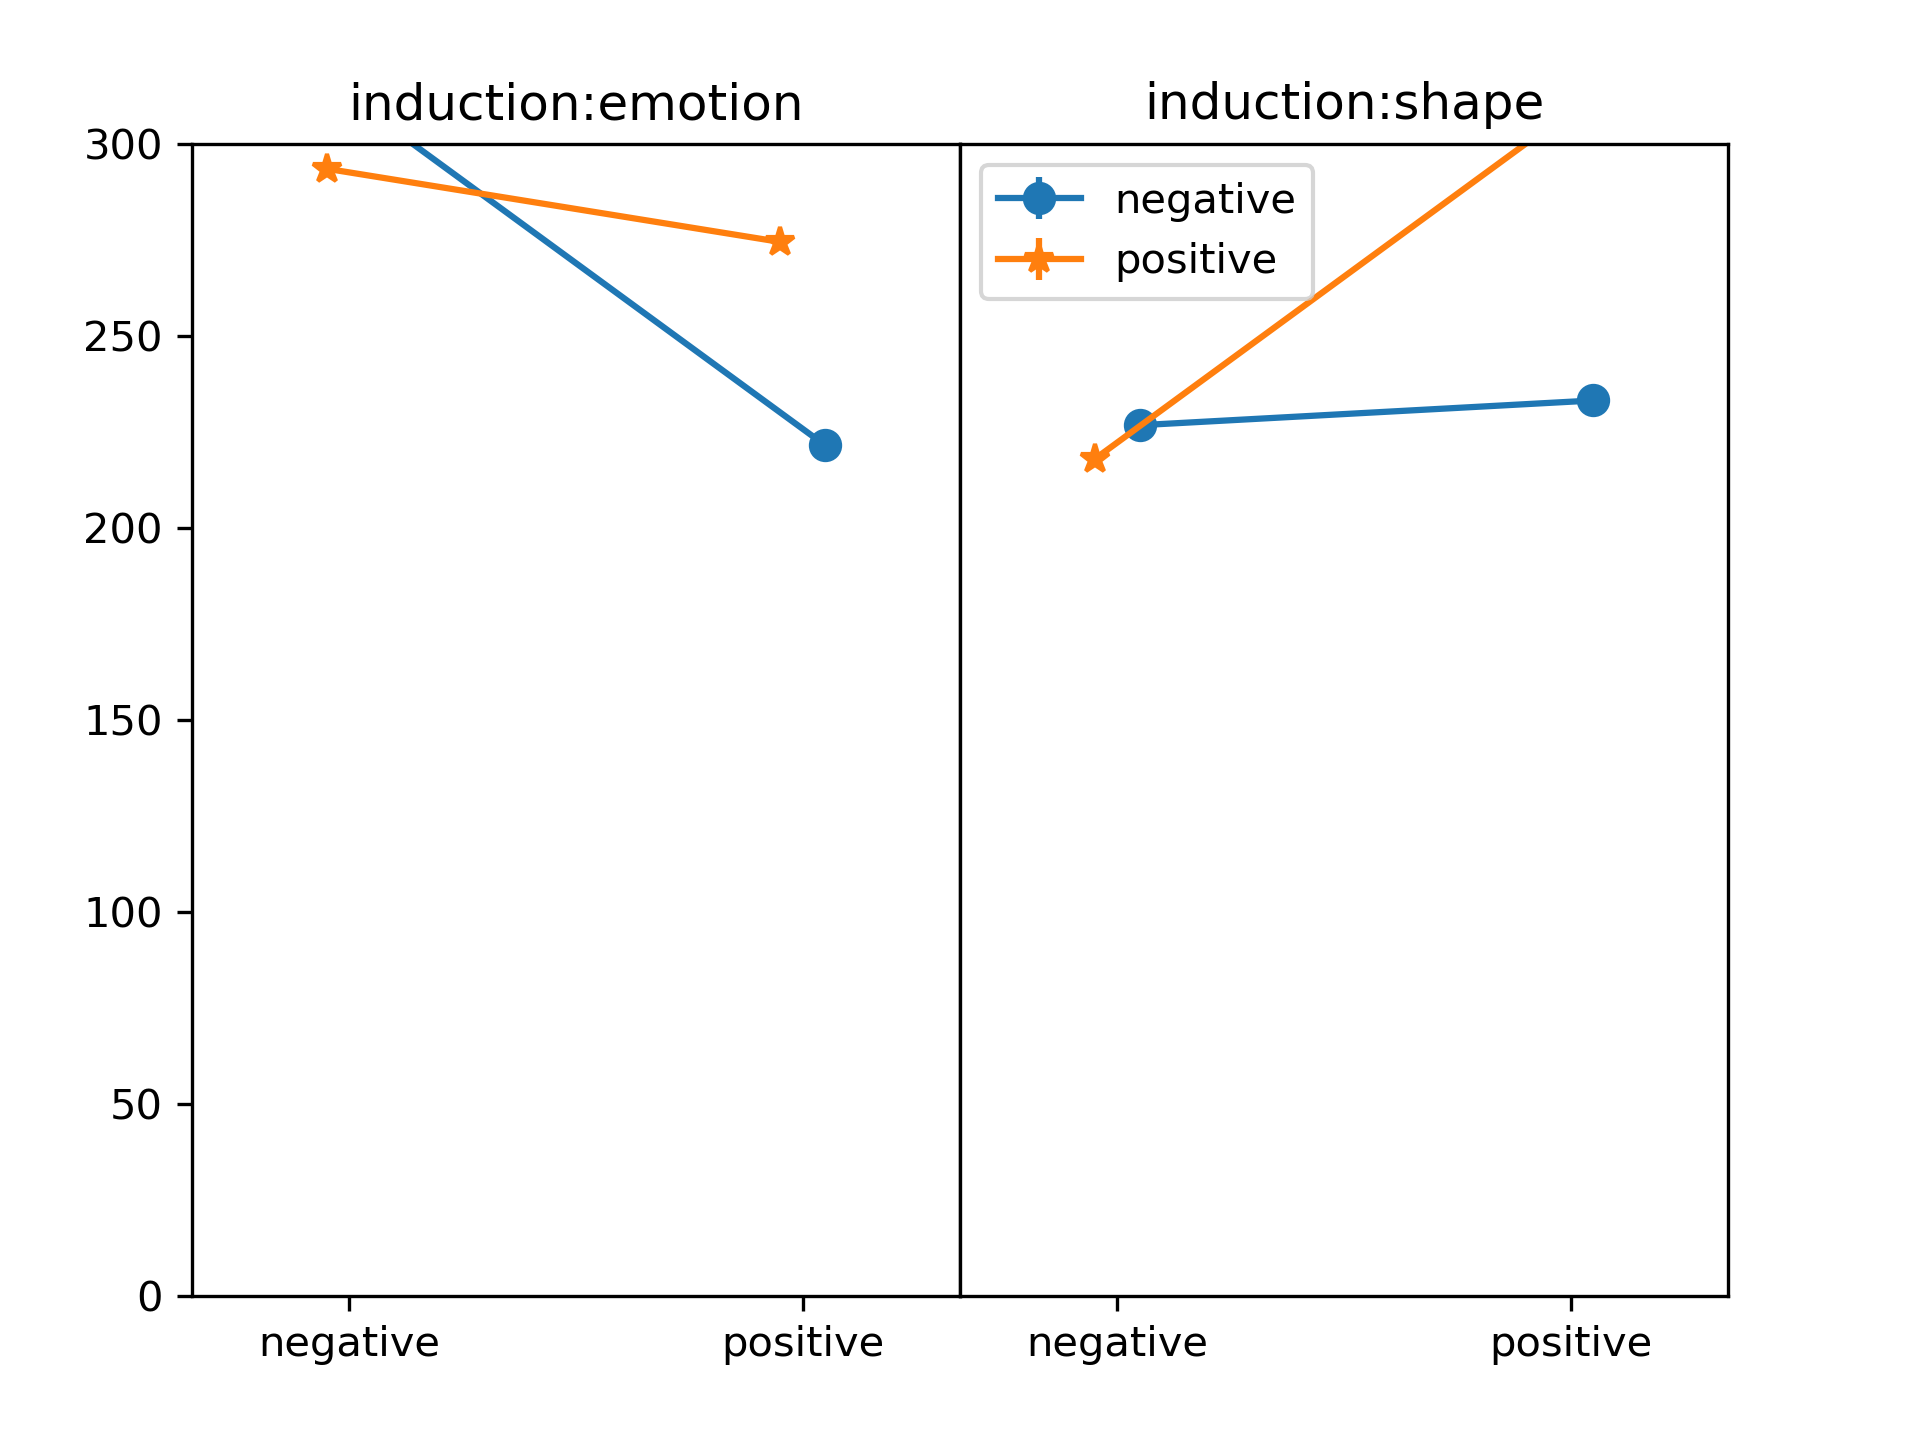 induction:emotion
induction:shape
300
250
200
150
100
50
0
negative
positive
negative
positive
negative
positive